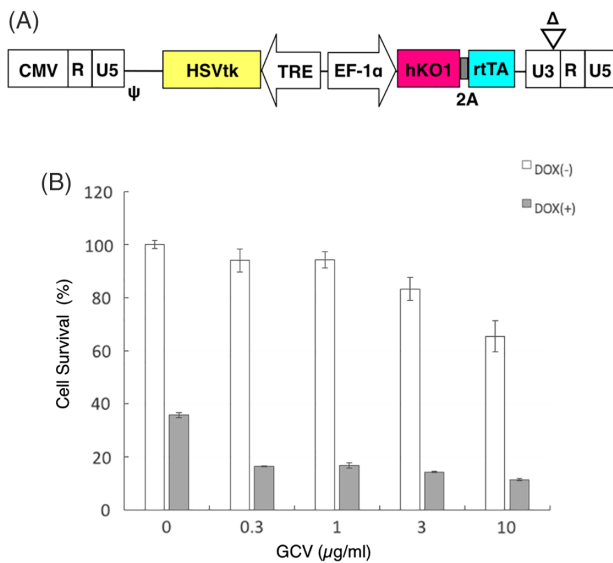 (A)
Δ
CMV R U5 HSVtk TRE EF-1α hKO1 rtTA U3 R U5
ψ 2A
(B)
DOX(-)
DOX(+)
120
100
80
60
40
20
0
Cell Survival (%)
0 0.3 1 3 10
GCV (µg/ml)